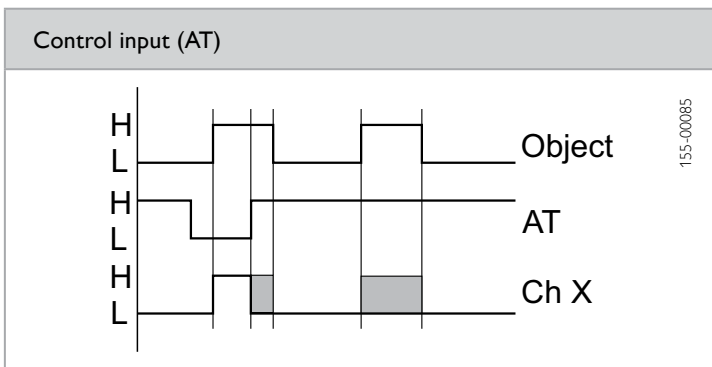 Control input (AT)
155-00085
H
L
Object
H
L
AT
H
L
Ch X